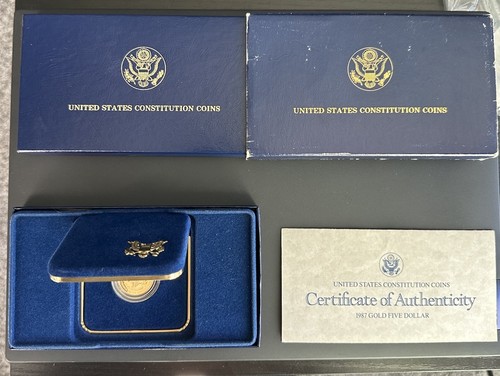 UNITED STATES CONSTITUTION COINS
UNITED STATES CONSTITUTION COINS
UNITED STATES CONSTITUTION COINS
Certificate of Authenticity
1987 GOLD FIVE DOLLAR